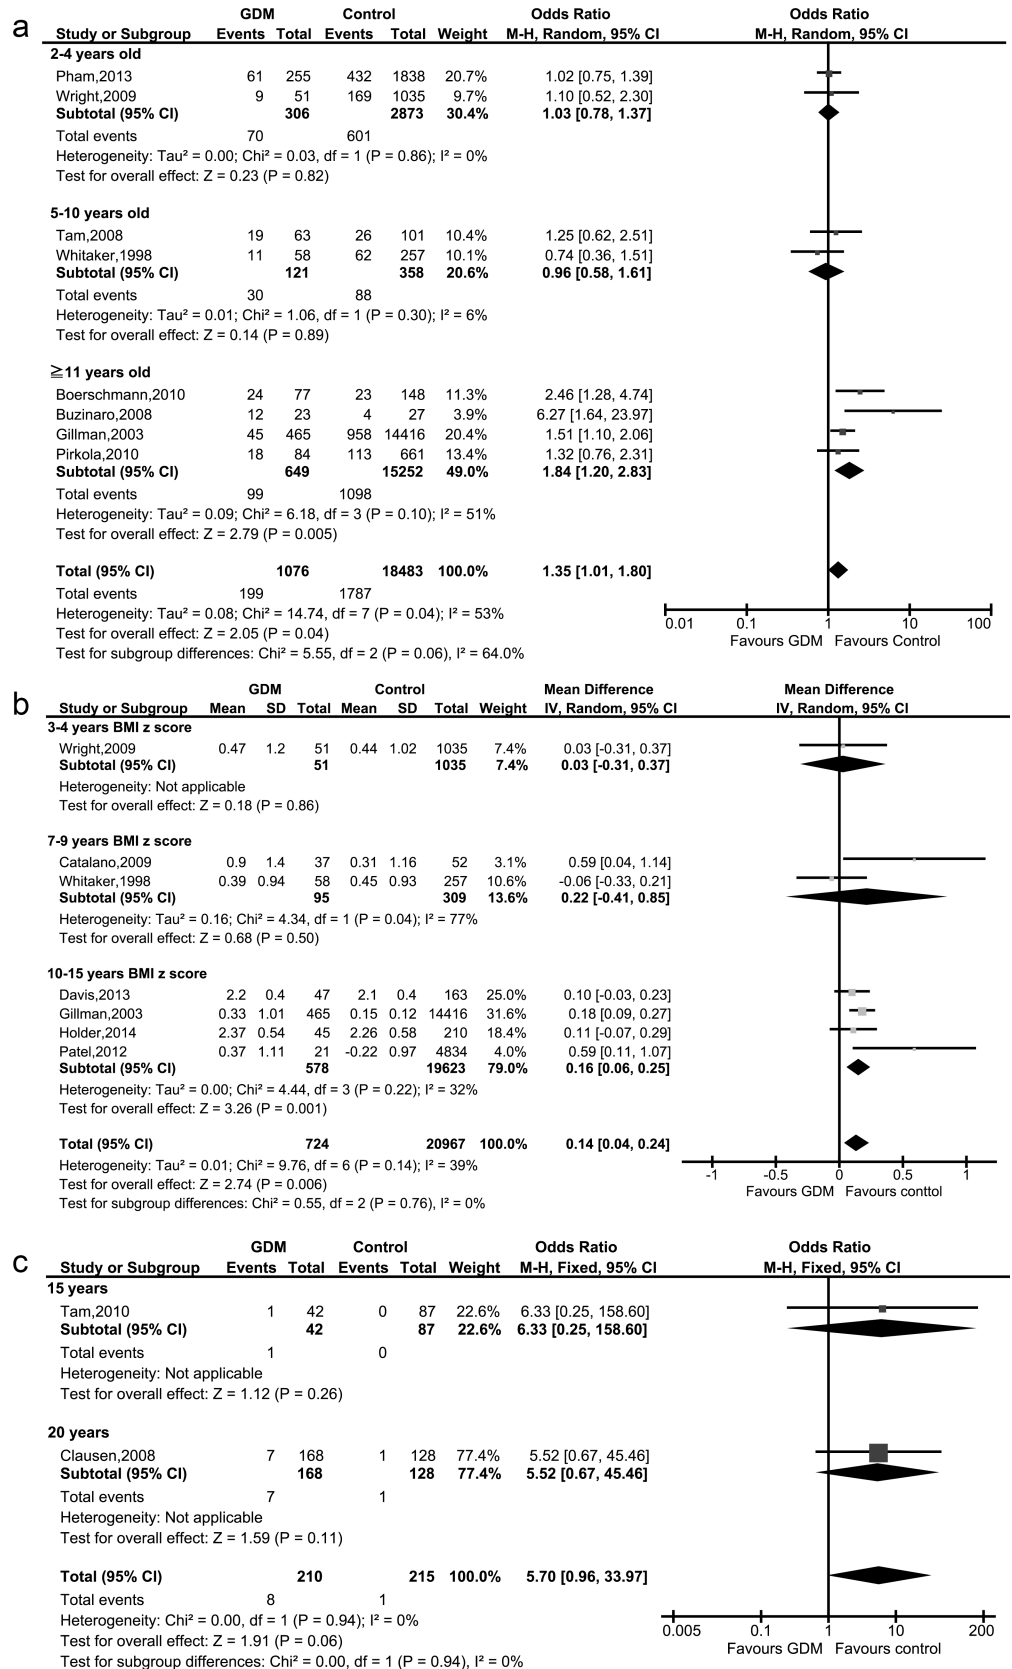 a
GDM Control Odds Ratio Odds Ratio
Study or Subgroup Events Total Events Total Weight M-H, Random, 95% CI M-H, Random, 95% CI
2-4 years old
Pham,2013 61 255 432 1838 20.7% 1.02 [0.75, 1.39]
Wright,2009 9 51 169 1035 9.7% 1.10 [0.52, 2.30]
Subtotal (95% CI) 306 2873 30.4% 1.03 [0.78, 1.37]
Total events 70 601
Heterogeneity: Tau² = 0.00; Chi² = 0.03, df = 1 (P = 0.86); I² = 0%
Test for overall effect: Z = 0.23 (P = 0.82)
5-10 years old
Tam,2008 19 63 26 101 10.4% 1.25 [0.62, 2.51]
Whitaker,1998 11 58 62 257 10.1% 0.74 [0.36, 1.51]
Subtotal (95% CI) 121 358 20.6% 0.96 [0.58, 1.61]
Total events 30 88
Heterogeneity: Tau² = 0.01; Chi² = 1.06, df = 1 (P = 0.30); I² = 6%
Test for overall effect: Z = 0.14 (P = 0.89)
≧11 years old
Boerschmann,2010 24 77 23 148 11.3% 2.46 [1.28, 4.74]
Buzinaro,2008 12 23 4 27 3.9% 6.27 [1.64, 23.97]
Gillman,2003 45 465 958 14416 20.4% 1.51 [1.10, 2.06]
Pirkola,2010 18 84 113 661 13.4% 1.32 [0.76, 2.31]
Subtotal (95% CI) 649 15252 49.0% 1.84 [1.20, 2.83]
Total events 99 1098
Heterogeneity: Tau² = 0.09; Chi² = 6.18, df = 3 (P = 0.10); I² = 51%
Test for overall effect: Z = 2.79 (P = 0.005)
Total (95% CI) 1076 18483 100.0% 1.35 [1.01, 1.80]
Total events 199 1787
Heterogeneity: Tau² = 0.08; Chi² = 14.74, df = 7 (P = 0.04); I² = 53%
Test for overall effect: Z = 2.05 (P = 0.04)
Test for subgroup differences: Chi² = 5.55, df = 2 (P = 0.06), I² = 64.0%
0.01 0.1 1 10 100
Favours GDM Favours Control
b
GDM Control Mean Difference Mean Difference
Study or Subgroup Mean SD Total Mean SD Total Weight IV, Random, 95% CI IV, Random, 95% CI
3-4 years BMI z score
Wright,2009 0.47 1.2 51 0.44 1.02 1035 7.4% 0.03 [-0.31, 0.37]
Subtotal (95% CI) 51 1035 7.4% 0.03 [-0.31, 0.37]
Heterogeneity: Not applicable
Test for overall effect: Z = 0.18 (P = 0.86)
7-9 years BMI z score
Catalano,2009 0.9 1.4 37 0.31 1.16 52 3.1% 0.59 [0.04, 1.14]
Whitaker,1998 0.39 0.94 58 0.45 0.93 257 10.6% -0.06 [-0.33, 0.21]
Subtotal (95% CI) 95 309 13.6% 0.22 [-0.41, 0.85]
Heterogeneity: Tau² = 0.16; Chi² = 4.34, df = 1 (P = 0.04); I² = 77%
Test for overall effect: Z = 0.68 (P = 0.50)
10-15 years BMI z score
Davis,2013 2.2 0.4 47 2.1 0.4 163 25.0% 0.10 [-0.03, 0.23]
Gillman,2003 0.33 1.01 465 0.15 0.12 14416 31.6% 0.18 [0.09, 0.27]
Holder,2014 2.37 0.54 45 2.26 0.58 210 18.4% 0.11 [-0.07, 0.29]
Patel,2012 0.37 1.11 21 -0.22 0.97 4834 4.0% 0.59 [0.11, 1.07]
Subtotal (95% CI) 578 19623 79.0% 0.16 [0.06, 0.25]
Heterogeneity: Tau² = 0.00; Chi² = 4.44, df = 3 (P = 0.22); I² = 32%
Test for overall effect: Z = 3.26 (P = 0.001)
Total (95% CI) 724 20967 100.0% 0.14 [0.04, 0.24]
Heterogeneity: Tau² = 0.01; Chi² = 9.76, df = 6 (P = 0.14); I² = 39%
Test for overall effect: Z = 2.74 (P = 0.006)
Test for subgroup differences: Chi² = 0.55, df = 2 (P = 0.76), I² = 0%
-1 -0.5 0 0.5 1
Favours GDM Favours conttol
c
GDM Control Odds Ratio Odds Ratio
Study or Subgroup Events Total Events Total Weight M-H, Fixed, 95% CI M-H, Fixed, 95% CI
15 years
Tam,2010 1 42 0 87 22.6% 6.33 [0.25, 158.60]
Subtotal (95% CI) 42 87 22.6% 6.33 [0.25, 158.60]
Total events 1 0
Heterogeneity: Not applicable
Test for overall effect: Z = 1.12 (P = 0.26)
20 years
Clausen,2008 7 168 1 128 77.4% 5.52 [0.67, 45.46]
Subtotal (95% CI) 168 128 77.4% 5.52 [0.67, 45.46]
Total events 7 1
Heterogeneity: Not applicable
Test for overall effect: Z = 1.59 (P = 0.11)
Total (95% CI) 210 215 100.0% 5.70 [0.96, 33.97]
Total events 8 1
Heterogeneity: Chi² = 0.00, df = 1 (P = 0.94); I² = 0%
Test for overall effect: Z = 1.91 (P = 0.06)
Test for subgroup differences: Chi² = 0.00, df = 1 (P = 0.94), I² = 0%
0.005 0.1 1 10 200
Favours GDM Favours control